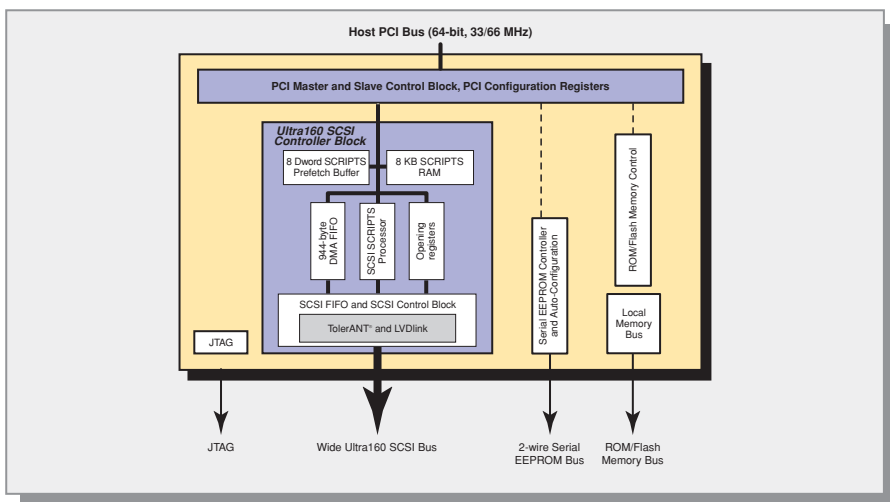 Host PCI Bus (64-bit, 33/66 MHz)
PCI Master and Slave Control Block, PCI Configuration Registers
Ultra160 SCSI
Controller Block
8 Dword SCRIPTS
Prefetch Buffer
8 KB SCRIPTS
RAM
944-byte
DMA FIFO
SCSI SCRIPTS
Processor
Opening
registers
SCSI FIFO and SCSI Control Block
TolerANT® and LVDlink
JTAG
Serial EEPROM Controller
and Auto-Configuration
ROM/Flash Memory Control
Local
Memory
Bus
JTAG
Wide Ultra160 SCSI Bus
2-wire Serial
EEPROM Bus
ROM/Flash
Memory Bus